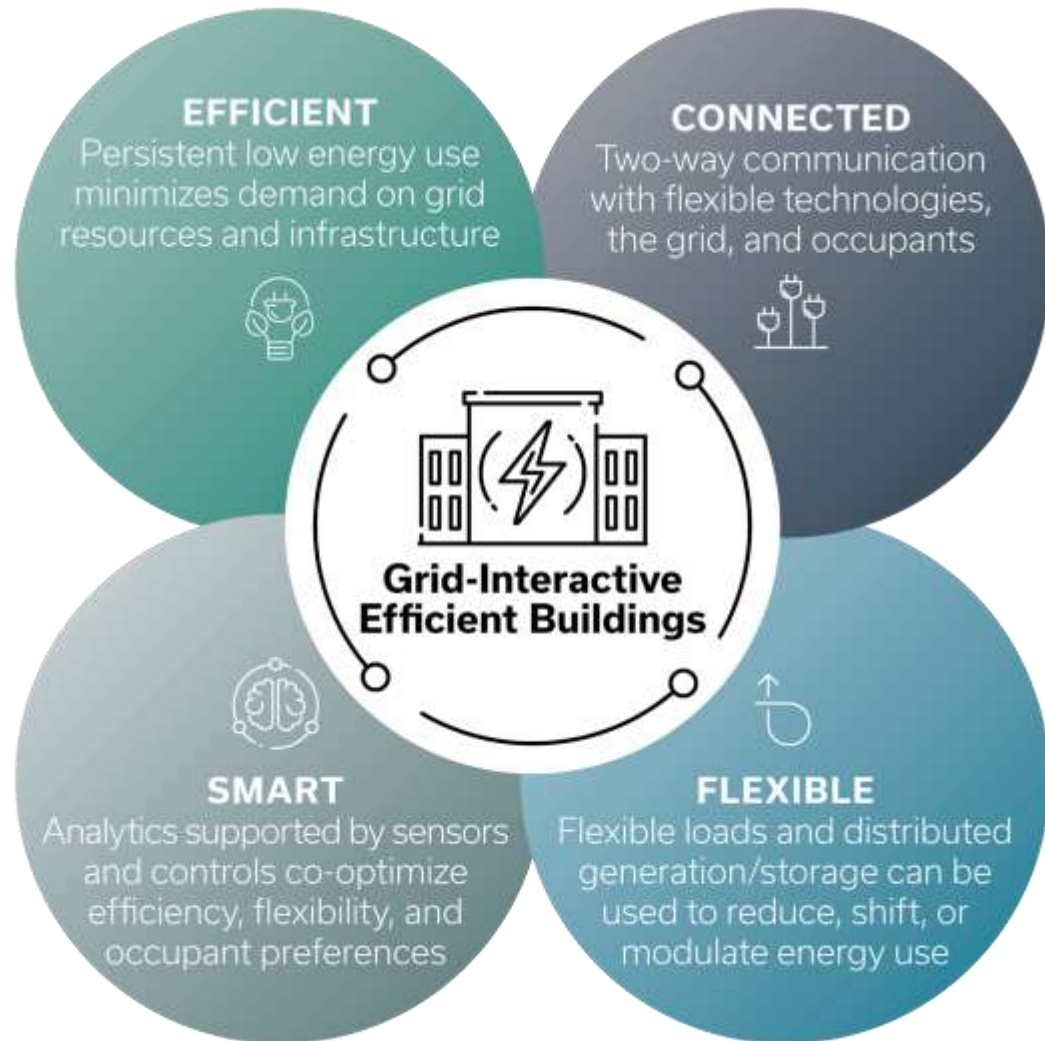 EFFICIENT
Persistent low energy use
minimizes demand on grid
resources and infrastructure
CONNECTED
Two-way communication
with flexible technologies,
the grid, and occupants
Grid-Interactive
Efficient Buildings
SMART
Analytics supported by sensors
and controls co-optimize
efficiency, flexibility, and
occupant preferences
FLEXIBLE
Flexible loads and distributed
generation/storage can be
used to reduce, shift, or
modulate energy use